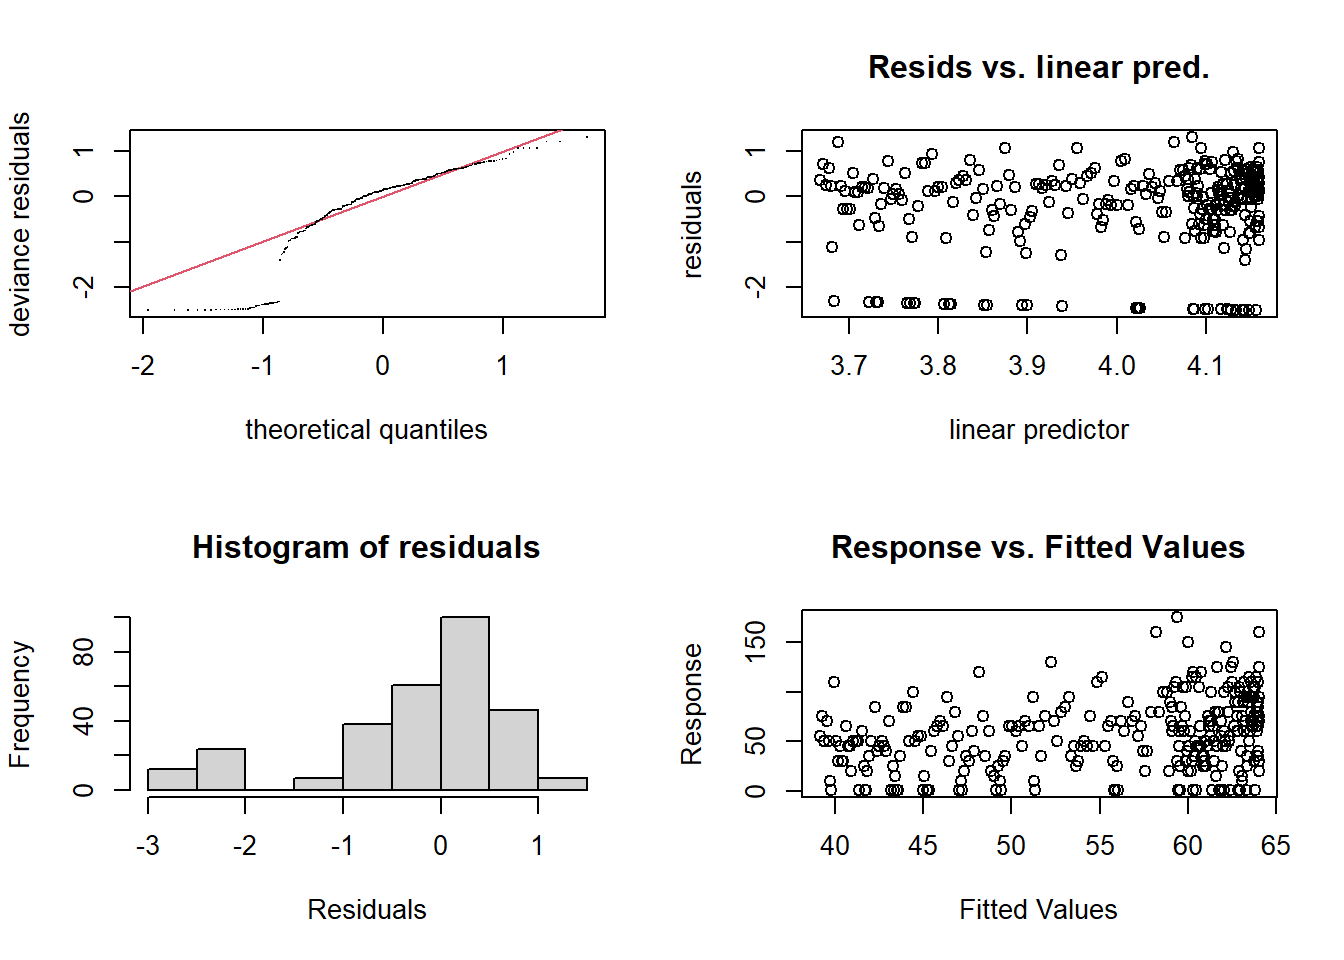 deviance residuals
1
0
-2
-2
-1
0
1
theoretical quantiles
Resids vs. linear pred.
residuals
1
0
-2
3.7
3.8
3.9
4.0
4.1
linear predictor
Histogram of residuals
Frequency
80
40
0
-3
-2
-1
0
1
Residuals
Response vs. Fitted Values
Response
150
50
0
40
45
50
55
60
65
Fitted Values